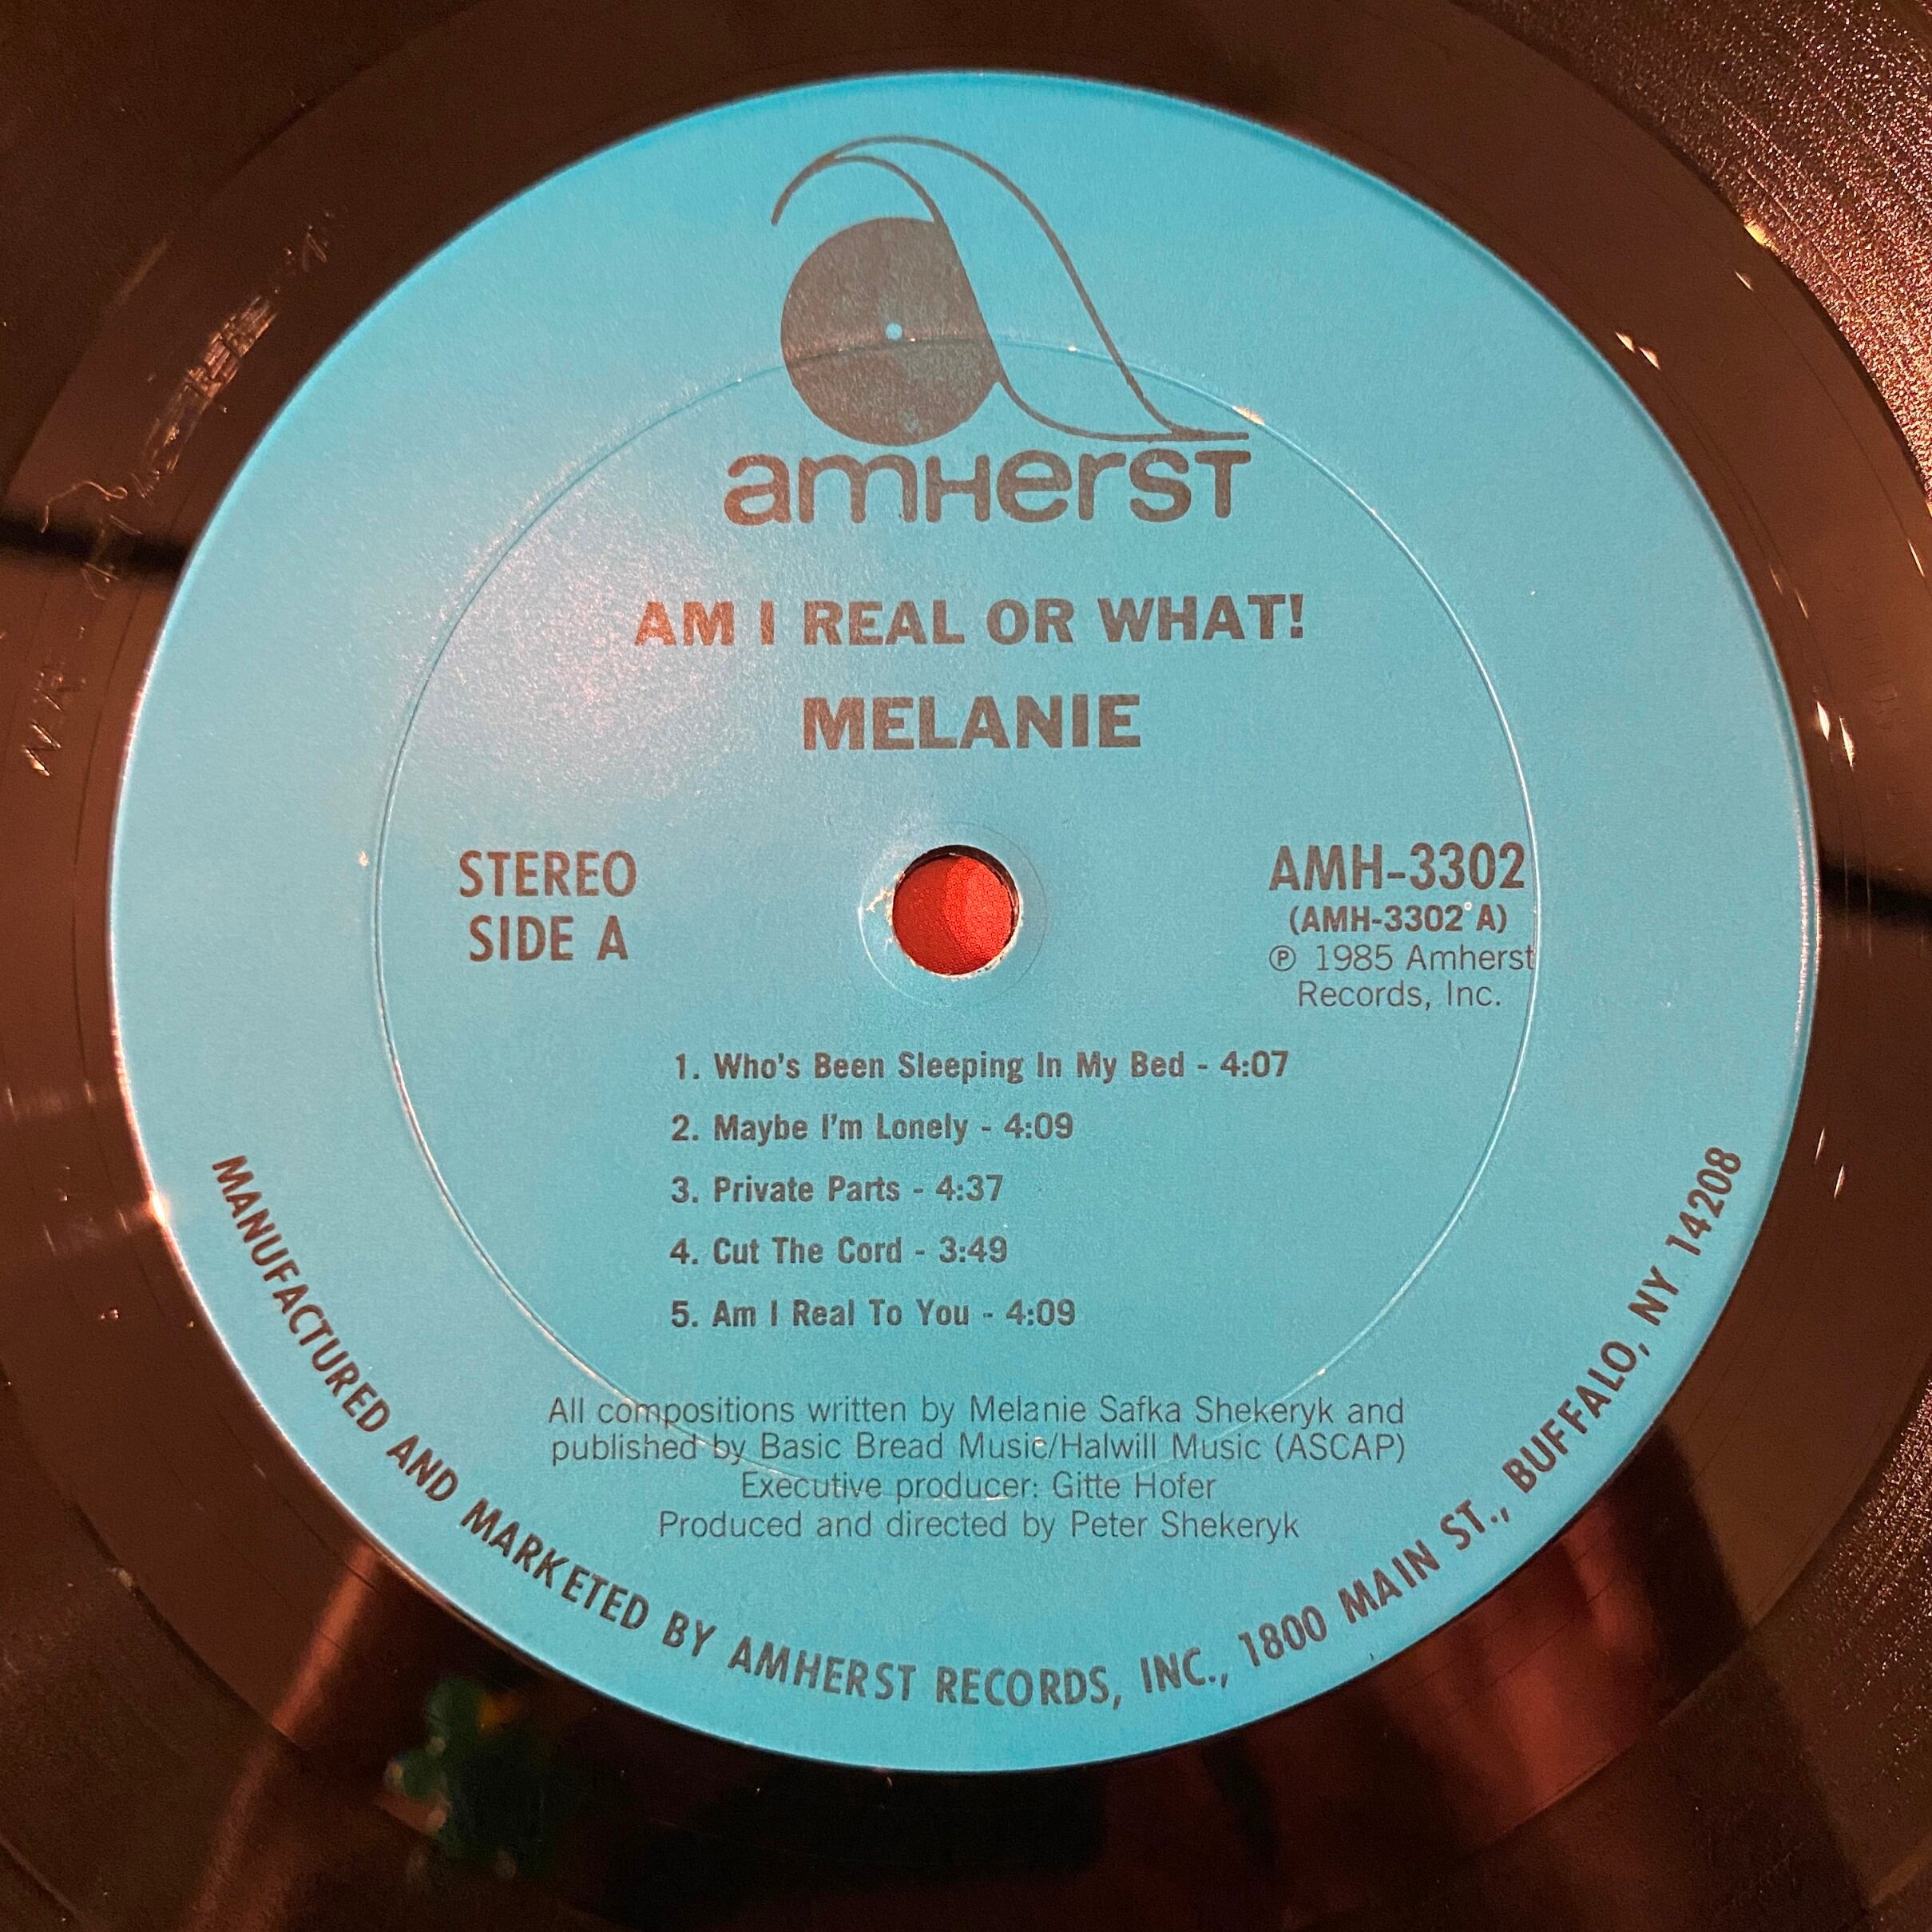 amHersT
AM I REAL OR WHAT!
MELANIE
STEREO
SIDE A
AMH-3302
(AMH-3302°A)
℗ 1985 Amherst
Records, Inc.
1. Who's Been Sleeping In My Bed - 4:07
2. Maybe I'm Lonely - 4:09
3. Private Parts - 4:37
4. Cut The Cord - 3:49
5. Am I Real To You - 4:09
All compositions written by Melanie Safka Shekeryk and
published by Basic Bread Music/Halwill Music (ASCAP)
Executive producer: Gitte Hofer
Produced and directed by Peter Shekeryk
MANUFACTURED AND MARKETED BY AMHERST RECORDS, INC., 1800 MAIN ST., BUFFALO, NY 14208